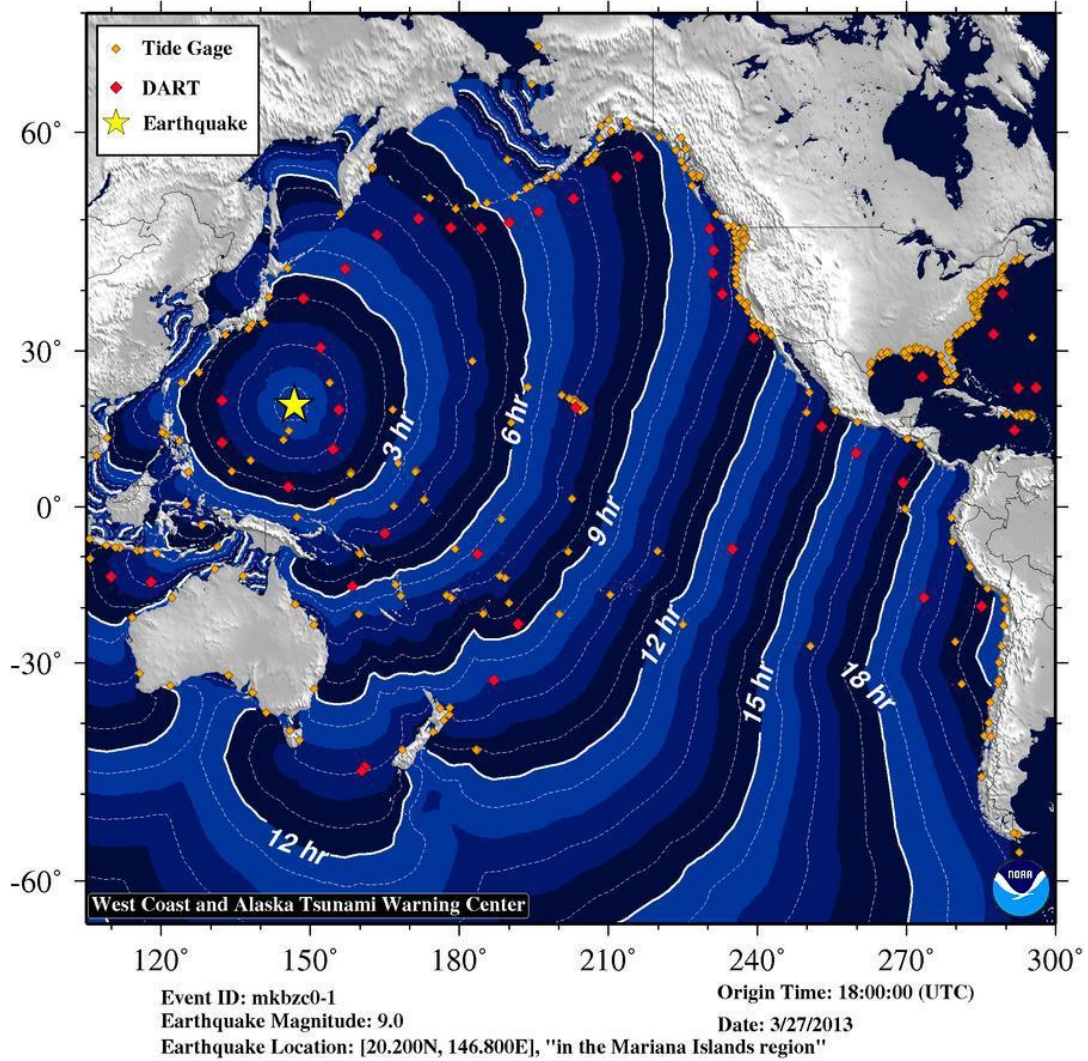 Tide Gage
DART
Earthquake
60°
30°
0°
-30°
-60°
3 hr
6 hr
9 hr
12 hr
15 hr
18 hr
12 hr
NOAA
West Coast and Alaska Tsunami Warning Center
120° 150° 180° 210° 240° 270° 300°
Event ID: mkbzc0-1
Earthquake Magnitude: 9.0
Earthquake Location: [20.200N, 146.800E], "in the Mariana Islands region"
Origin Time: 18:00:00 (UTC)
Date: 3/27/2013